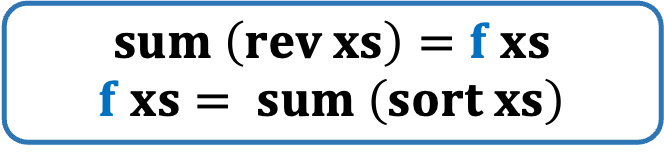 sum (rev xs) = f xs
f xs = sum (sort xs)